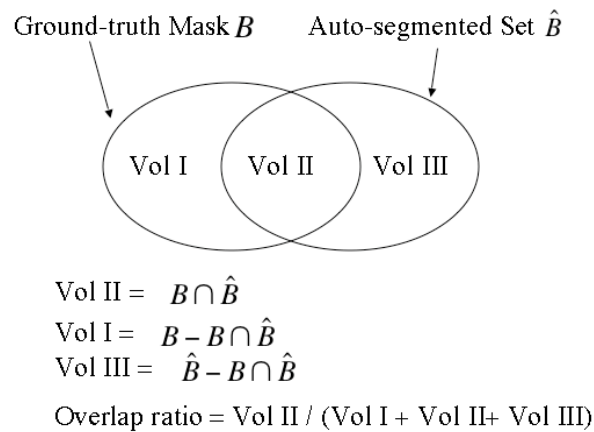 Ground-truth Mask B Auto-segmented Set B̂
Vol I Vol II Vol III
Vol II = B ∩ B̂
Vol I = B – B ∩ B̂
Vol III = B̂ – B ∩ B̂
Overlap ratio = Vol II / (Vol I + Vol II+ Vol III)